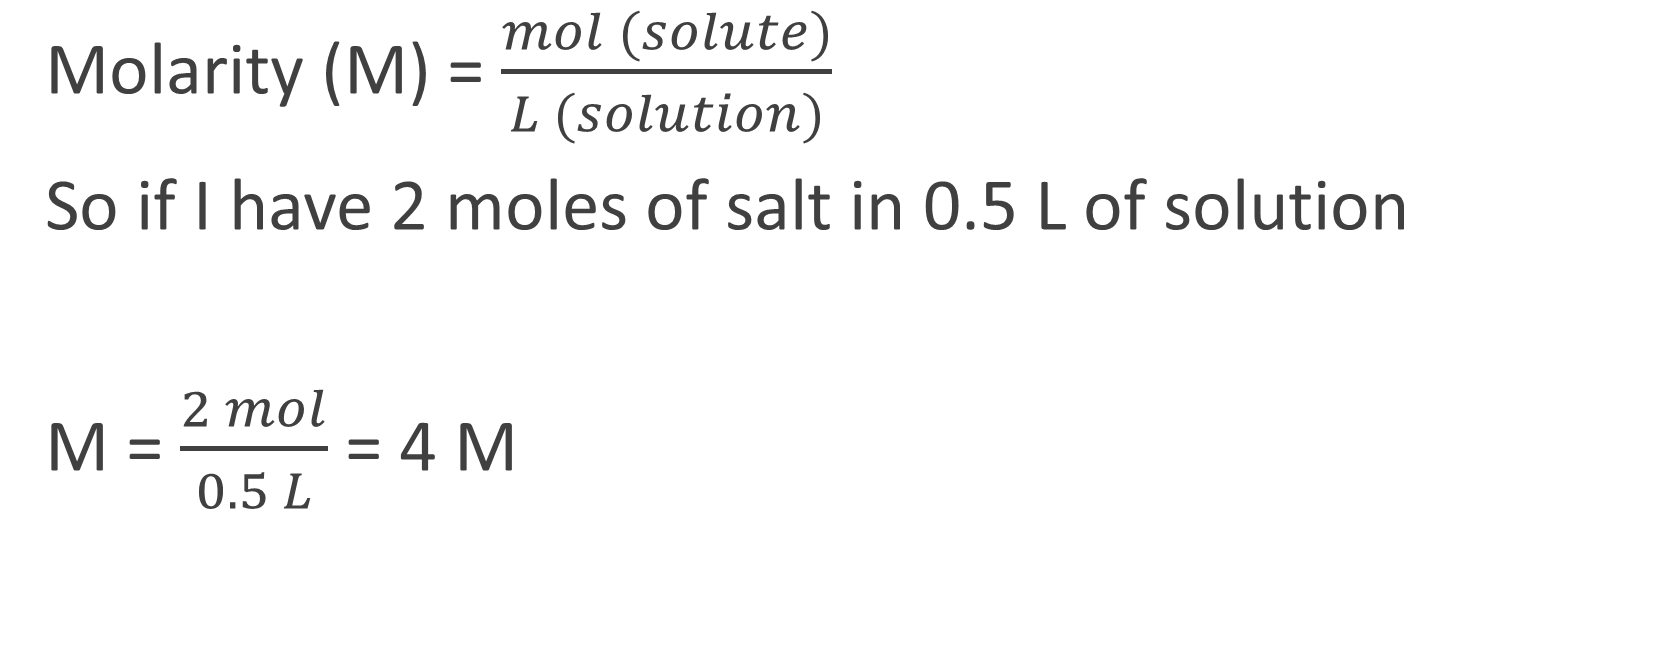 Molarity (M) = mol (solute) / L (solution)
So if I have 2 moles of salt in 0.5 L of solution
M = 2 mol / 0.5 L = 4 M